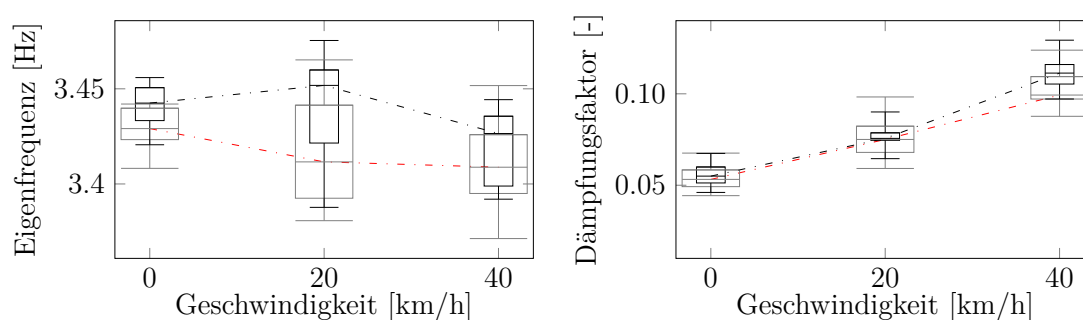 Eigenfrequenz [Hz]
3.45
3.4
0
20
40
Geschwindigkeit [km/h]
Dämpfungsfaktor [-]
0.10
0.05
0
20
40
Geschwindigkeit [km/h]